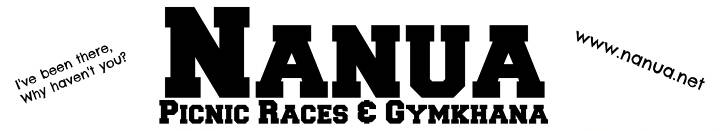 I've been there,
Why haven't you?
NANUA
PICNIC RACES & GYMKHANA
www.nanua.net